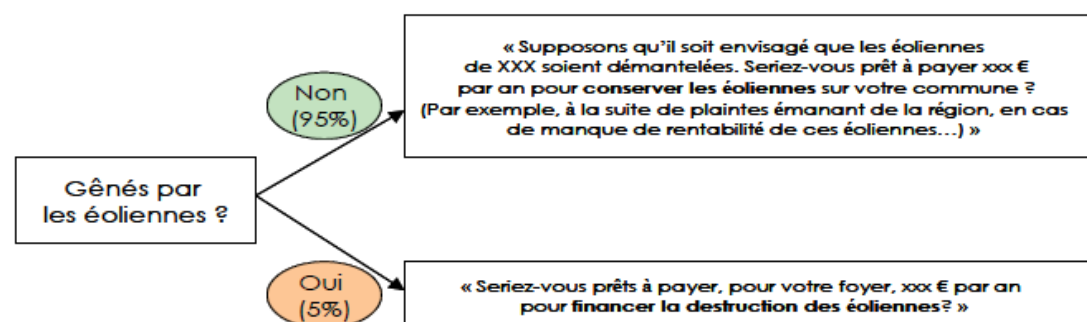 « Supposons qu'il soit envisagé que les éoliennes
de XXX soient démantelées. Seriez-vous prêt à payer xxx €
par an pour conserver les éoliennes sur votre commune ?
(Par exemple, à la suite de plaintes émanant de la région, en cas
de manque de rentabilité de ces éoliennes...) »
Non
(95%)
Gênés par
les éoliennes ?
Oui
(5%)
« Seriez-vous prêts à payer, pour votre foyer, xxx € par an
pour financer la destruction des éoliennes? »